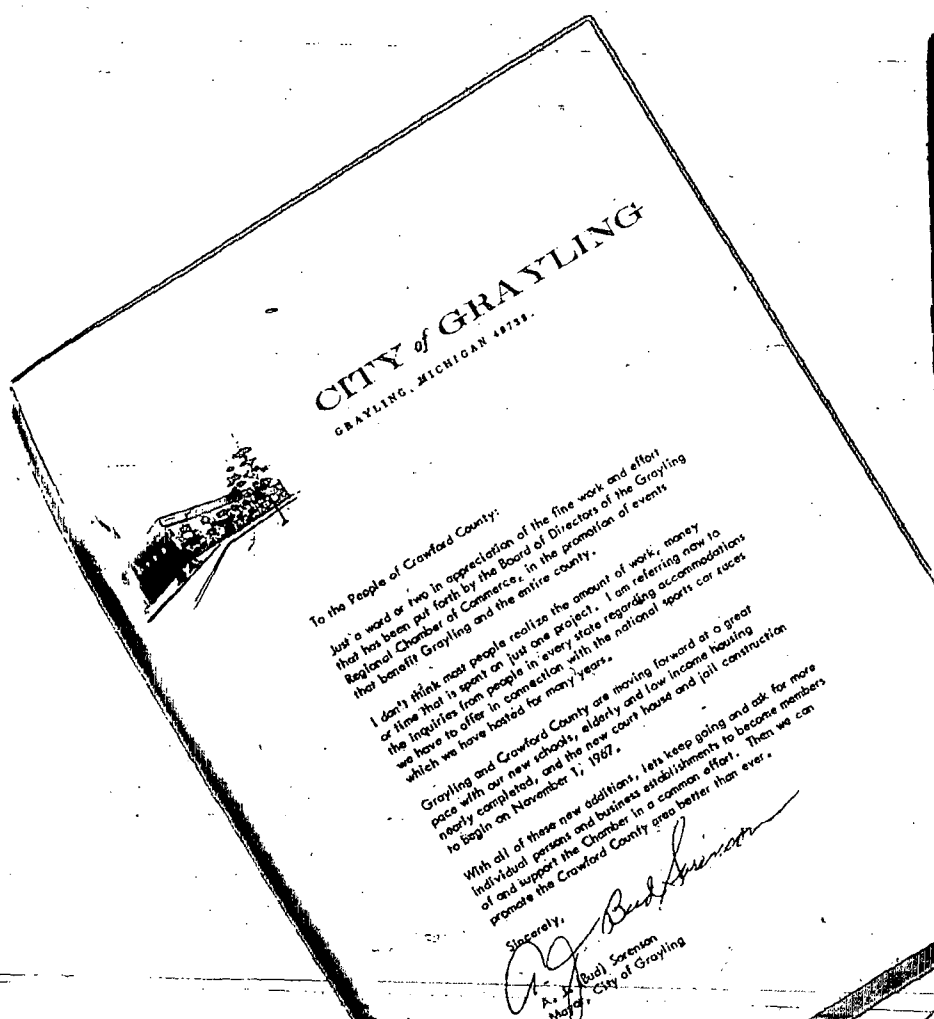 CITY of GRAYLING
GRAYLING, MICHIGAN 49738.
To the People of Crawford County:
Just a word or two in appreciation of the fine work and effort
that has been put forth by the Board of Directors of the Grayling
Regional Chamber of Commerce, in the promotion of events
that benefit Grayling and the entire county.
I don't think most people realize the amount of work, money
or time that is spent on just one project. I am referring now to
the inquiries from people in every state regarding accommodations
we have to offer in connection with the national sports car races
which we have hosted for many years.
Grayling and Crawford County are moving forward at a great
pace with our new schools, elderly and low income housing
nearly completed, and the new court house and jail construction
to begin on November 1, 1967.
With all of these new additions, lets keep going and ask for more
individual persons and business establishments to become members
of and support the Chamber in a common effort. Then we can
promote the Crawford County area better than ever.
Sincerely,
Bud Sorenson
A. (Bud) Sorenson
Mayor, City of Grayling